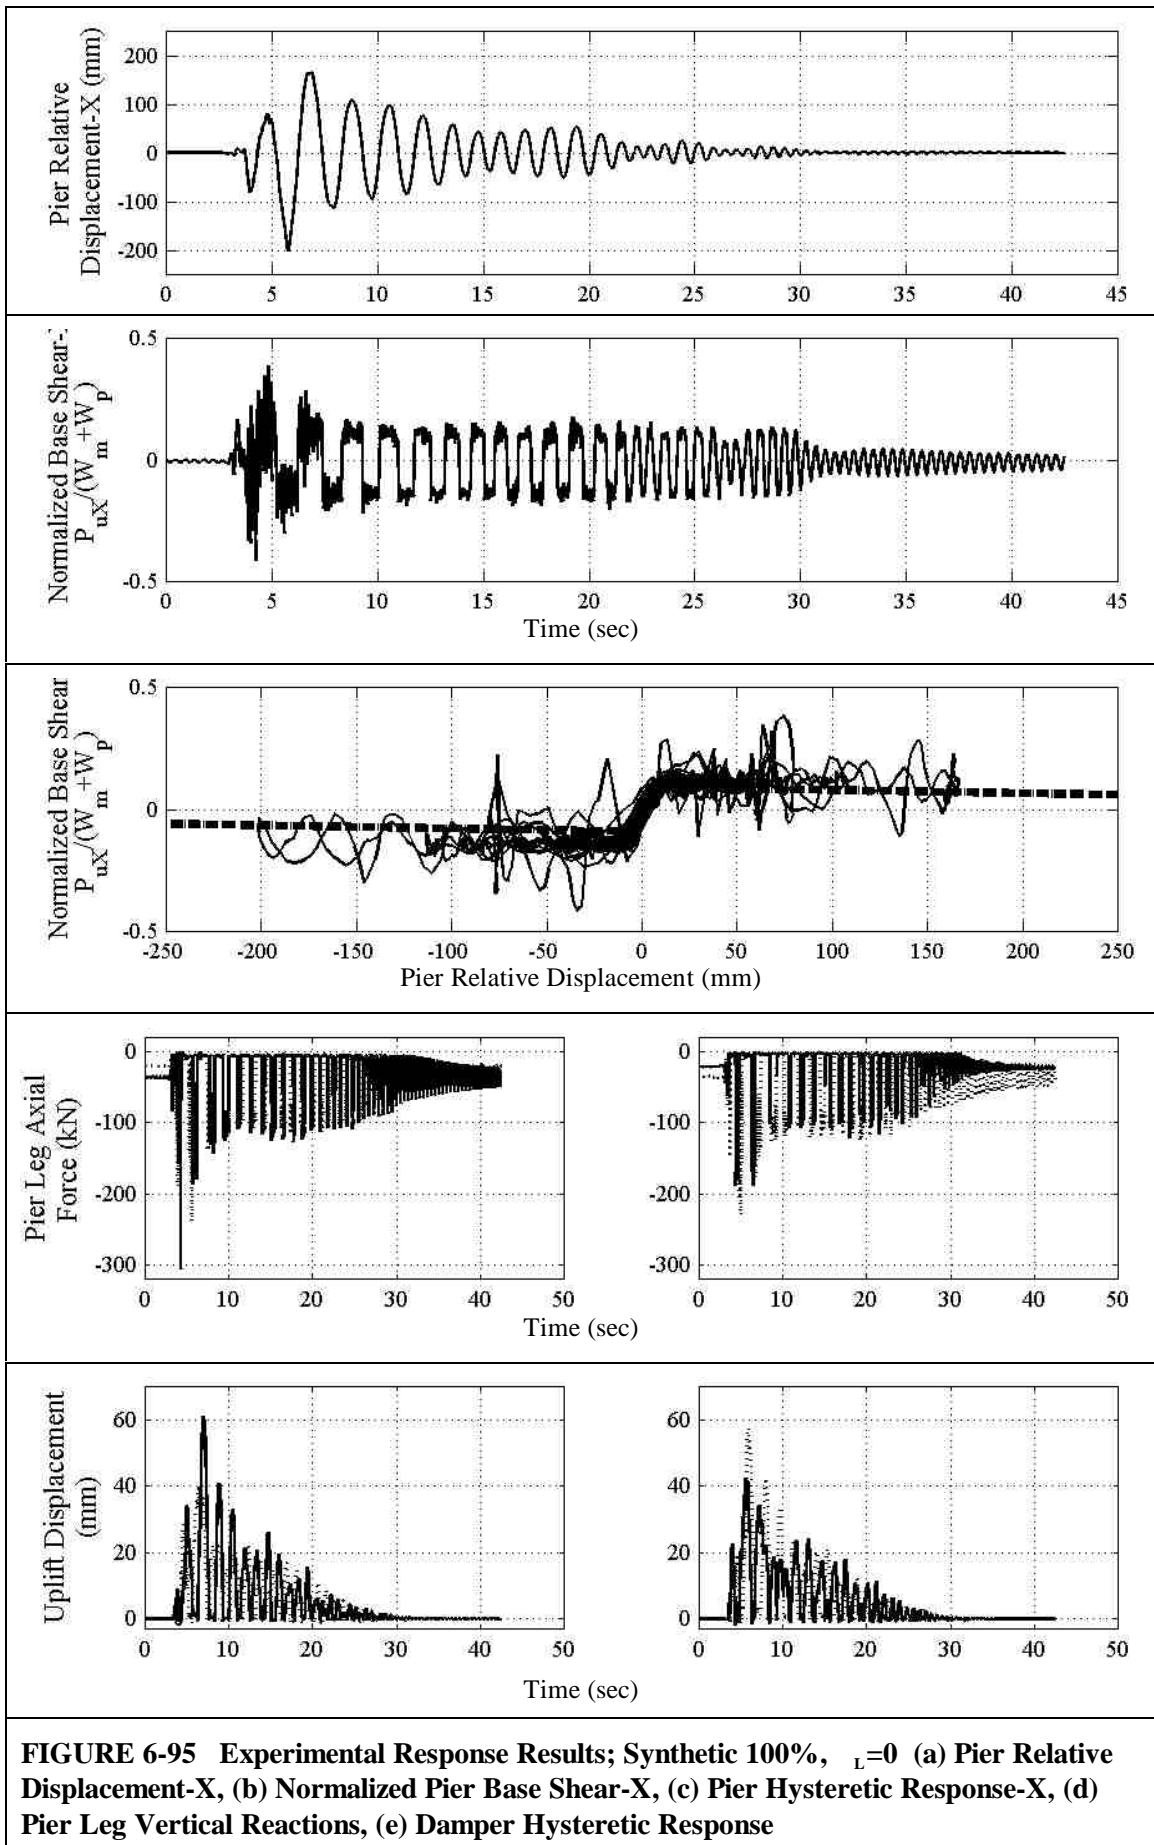 Pier Relative
Displacement-X (mm)
200
100
0
-100
-200
0 5 10 15 20 25 30 35 40 45
Normalized Base Shear-
P_uX/(W_m+W_p)
0.5
0
-0.5
0 5 10 15 20 25 30 35 40 45
Time (sec)
Normalized Base Shear
P_uX/(W_m+W_p)
0.5
0
-0.5
-250 -200 -150 -100 -50 0 50 100 150 200 250
Pier Relative Displacement (mm)
Pier Leg Axial
Force (kN)
0
-100
-200
-300
0 10 20 30 40 50
0
-100
-200
-300
0 10 20 30 40 50
Time (sec)
Uplift Displacement
(mm)
60
40
20
0
0 10 20 30 40 50
60
40
20
0
0 10 20 30 40 50
Time (sec)
FIGURE 6-95 Experimental Response Results; Synthetic 100%, _L=0 (a) Pier Relative
Displacement-X, (b) Normalized Pier Base Shear-X, (c) Pier Hysteretic Response-X, (d)
Pier Leg Vertical Reactions, (e) Damper Hysteretic Response